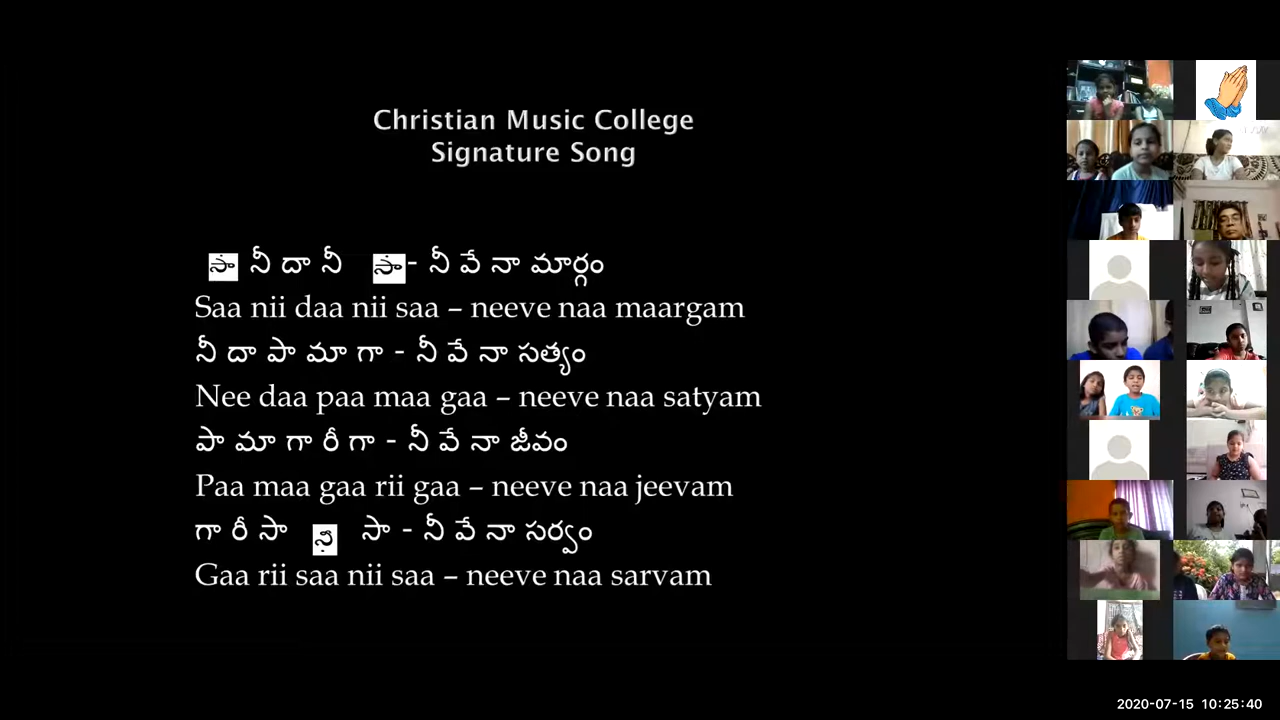 Christian Music College
Signature Song
సా నీ దా నీ సా - నీ వే నా మార్గం
Saa nii daa nii saa – neeve naa maargam
నీ దా పా మా గా - నీ వే నా సత్యం
Nee daa paa maa gaa – neeve naa satyam
పా మా గా రీ గా - నీ వే నా జీవం
Paa maa gaa rii gaa – neeve naa jeevam
గా రీ సా ని సా - నీ వే నా సర్వం
Gaa rii saa nii saa – neeve naa sarvam
2020-07-15 10:25:40